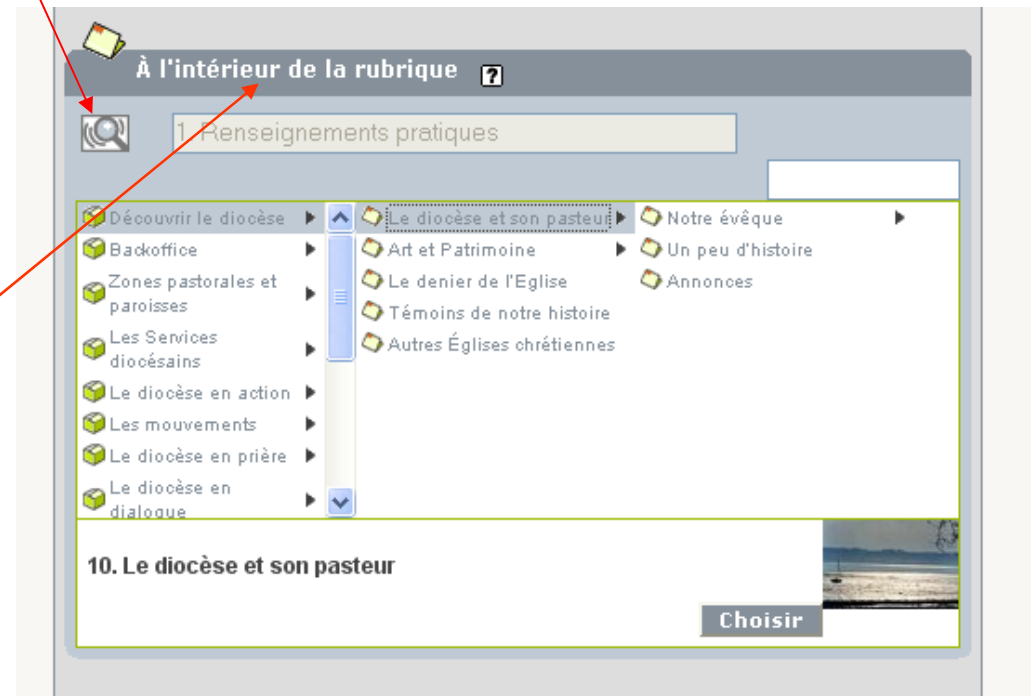 À l'intérieur de la rubrique ?
1. Renseignements pratiques
Découvrir le diocèse
Backoffice
Zones pastorales et
paroisses
Les Services
diocésains
Le diocèse en action
Les mouvements
Le diocèse en prière
Le diocèse en
dialogue
Le diocèse et son pasteur
Art et Patrimoine
Le denier de l'Eglise
Témoins de notre histoire
Autres Églises chrétiennes
Notre évêque
Un peu d'histoire
Annonces
10. Le diocèse et son pasteur
Choisir